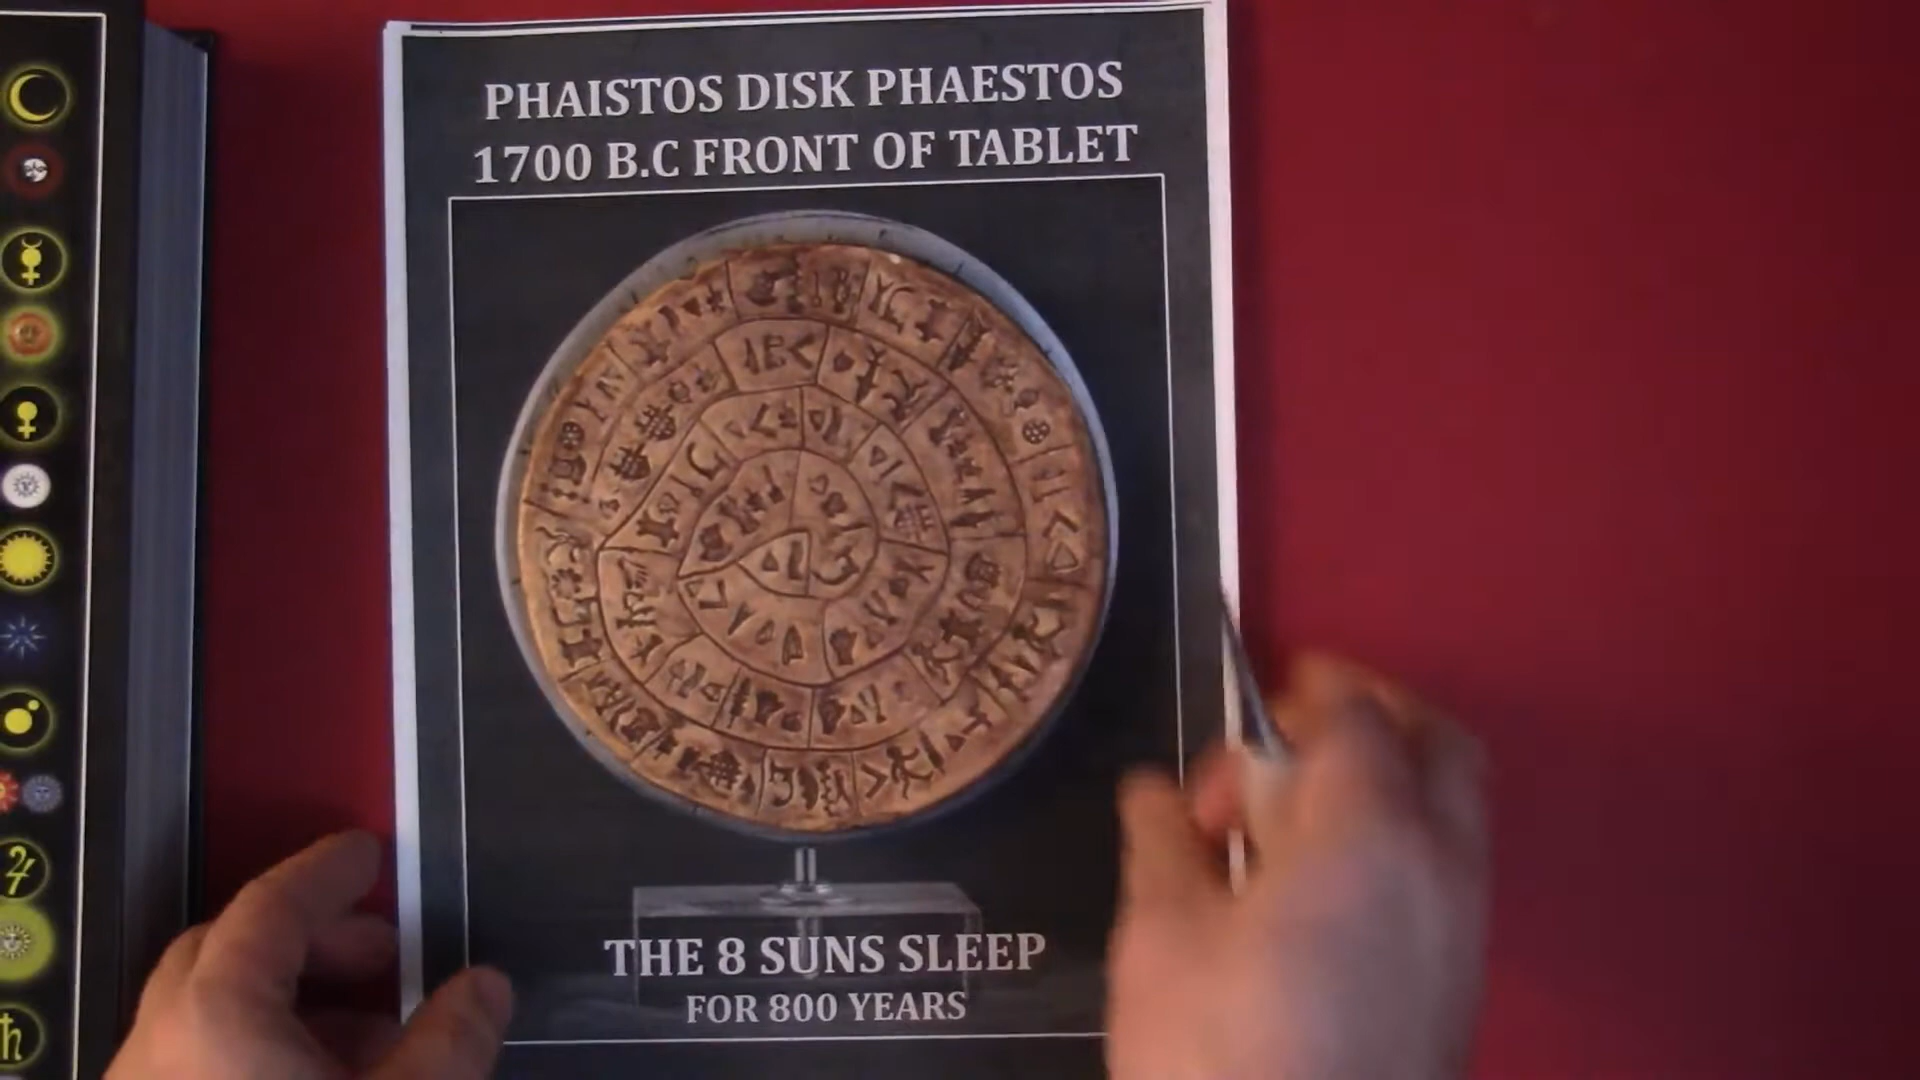 PHAISTOS DISK PHAESTOS
1700 B.C FRONT OF TABLET
THE 8 SUNS SLEEP
FOR 800 YEARS